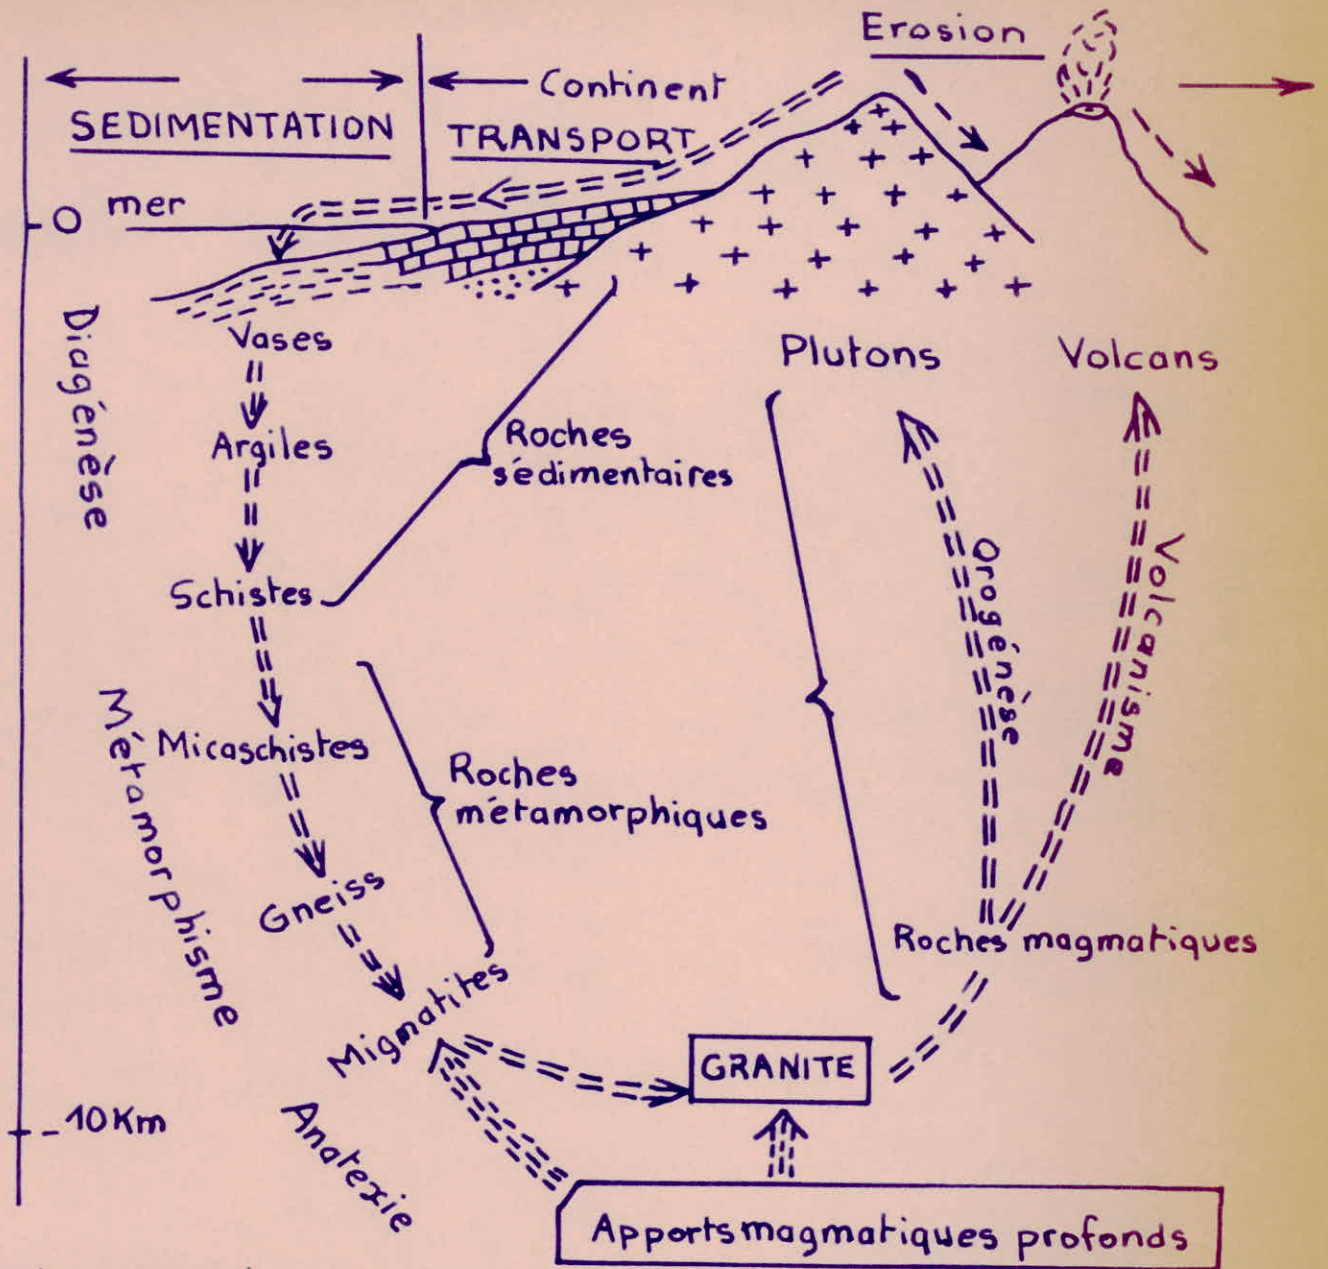 Erosion
Continent
SEDIMENTATION
TRANSPORT
mer
0
Diagénèse
Vases
Plutons
Volcans
Argiles
Roches
sédimentaires
Schistes
Orogénèse
Volcanisme
Métamorphisme
Micaschistes
Roches
métamorphiques
Gneiss
Roches magmatiques
Migmatites
GRANITE
-10Km
Anatexie
Apports magmatiques profonds